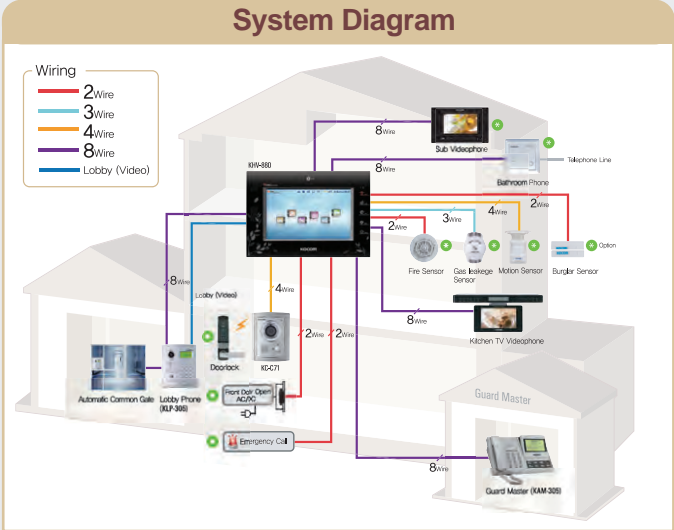 System Diagram
Wiring
2Wire
3Wire
4Wire
8Wire
Lobby (Video)
8Wire
Sub Videophone
KHV-880
8Wire
Telephone Line
Bathroom Phone
2Wire
4Wire
3Wire
2Wire
Option
Fire Sensor
Gas leakege
Sensor
Motion Sensor
Burglar Sensor
KOCOM
8Wire
4Wire
Lobby (Video)
8Wire
Kitchen TV Videophone
2Wire
2Wire
Doorlock
KC-C71
Automatic Common Gate
Lobby Phone
(KLP-305)
Front Door Open
AC/DC
Guard Master
Emergency Call
8Wire
Guard Master (KAM-305)